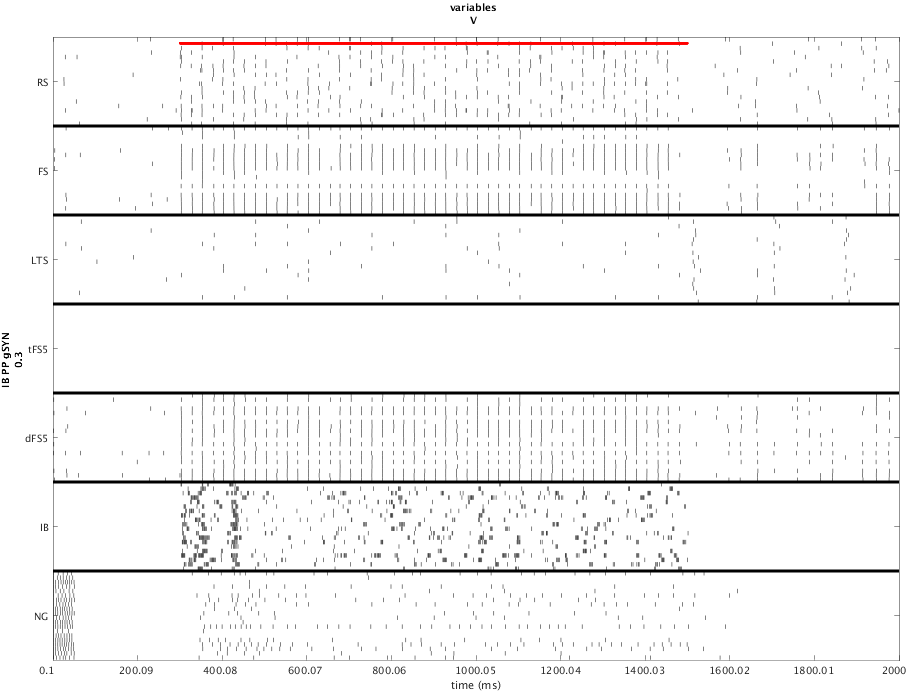 variables
V
RS
FS
LTS
tFS5
dFS5
IB
NG
IB PP gSYN
0.3
0.1 200.09 400.08 600.07 800.06 1000.05 1200.04 1400.03 1600.02 1800.01 2000
time (ms)